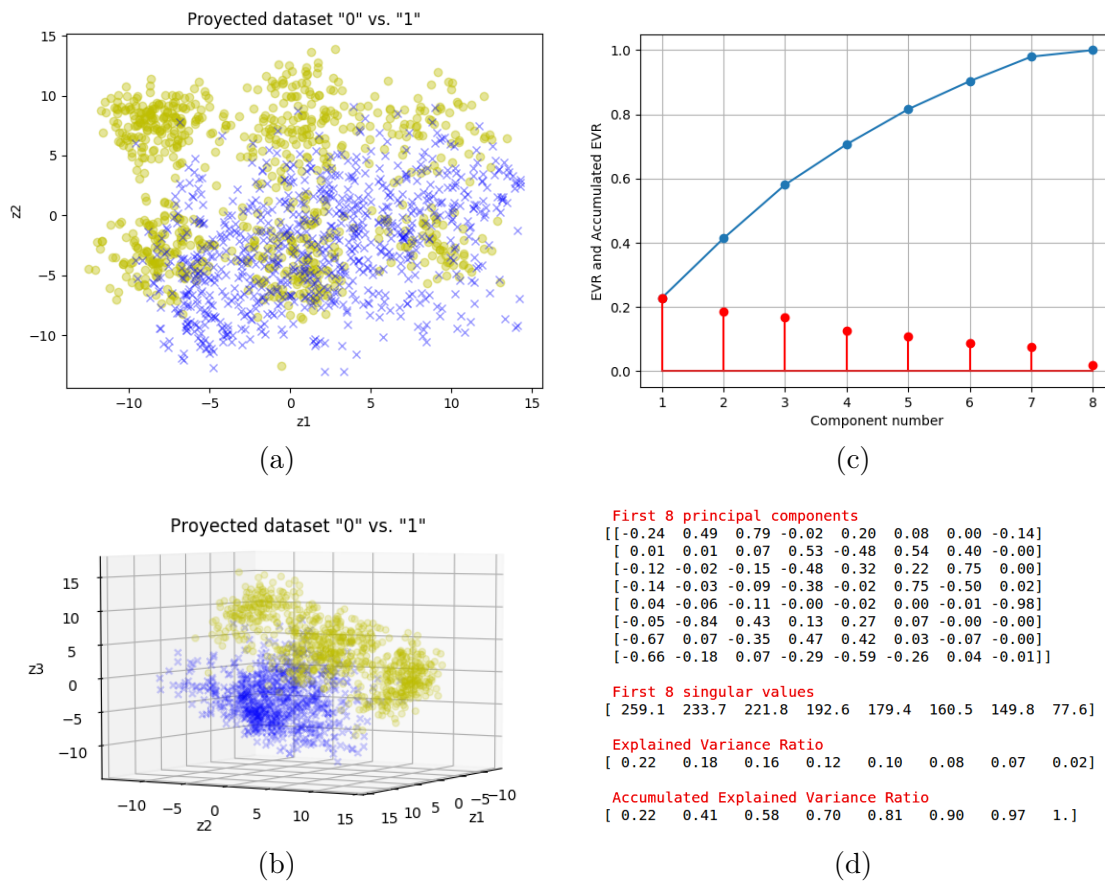 Proyected dataset "0" vs. "1"
15
10
5
0
−5
−10
z2
−10 −5 0 5 10 15
z1
(a)
1.0
0.8
0.6
0.4
0.2
0.0
EVR and Accumulated EVR
1 2 3 4 5 6 7 8
Component number
(c)
Proyected dataset "0" vs. "1"
15
10
5
0
−5
−10
z3
−10 −5 0 5 10 15
z2
15 10 5 0 −5 −10
z1
(b)
First 8 principal components
[[-0.24 0.49 0.79 -0.02 0.20 0.08 0.00 -0.14]
[ 0.01 0.01 0.07 0.53 -0.48 0.54 0.40 -0.00]
[-0.12 -0.02 -0.15 -0.48 0.32 0.22 0.75 0.00]
[-0.14 -0.03 -0.09 -0.38 -0.02 0.75 -0.50 0.02]
[ 0.04 -0.06 -0.11 -0.00 -0.02 0.00 -0.01 -0.98]
[-0.05 -0.84 0.43 0.13 0.27 0.07 -0.00 -0.00]
[-0.67 0.07 -0.35 0.47 0.42 0.03 -0.07 -0.00]
[-0.66 -0.18 0.07 -0.29 -0.59 -0.26 0.04 -0.01]]
First 8 singular values
[ 259.1 233.7 221.8 192.6 179.4 160.5 149.8 77.6]
Explained Variance Ratio
[ 0.22 0.18 0.16 0.12 0.10 0.08 0.07 0.02]
Accumulated Explained Variance Ratio
[ 0.22 0.41 0.58 0.70 0.81 0.90 0.97 1.]
(d)